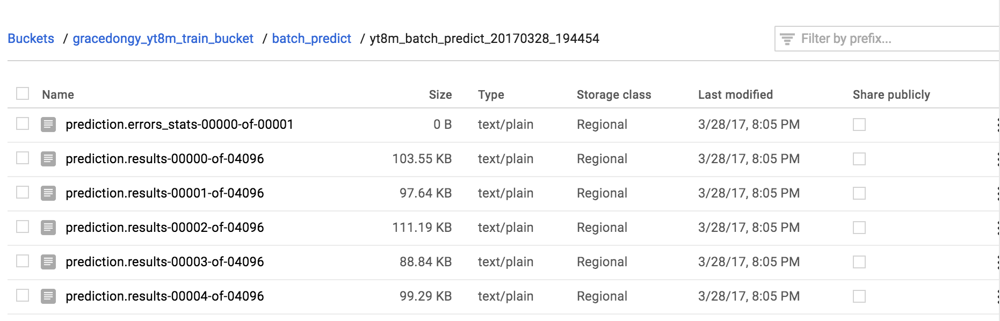 Buckets / gracedongy_yt8m_train_bucket / batch_predict / yt8m_batch_predict_20170328_194454 Filter by prefix...
Name Size Type Storage class Last modified Share publicly
prediction.errors_stats-00000-of-00001 0 B text/plain Regional 3/28/17, 8:05 PM
prediction.results-00000-of-04096 103.55 KB text/plain Regional 3/28/17, 8:05 PM
prediction.results-00001-of-04096 97.64 KB text/plain Regional 3/28/17, 8:05 PM
prediction.results-00002-of-04096 111.19 KB text/plain Regional 3/28/17, 8:05 PM
prediction.results-00003-of-04096 88.84 KB text/plain Regional 3/28/17, 8:05 PM
prediction.results-00004-of-04096 99.29 KB text/plain Regional 3/28/17, 8:05 PM